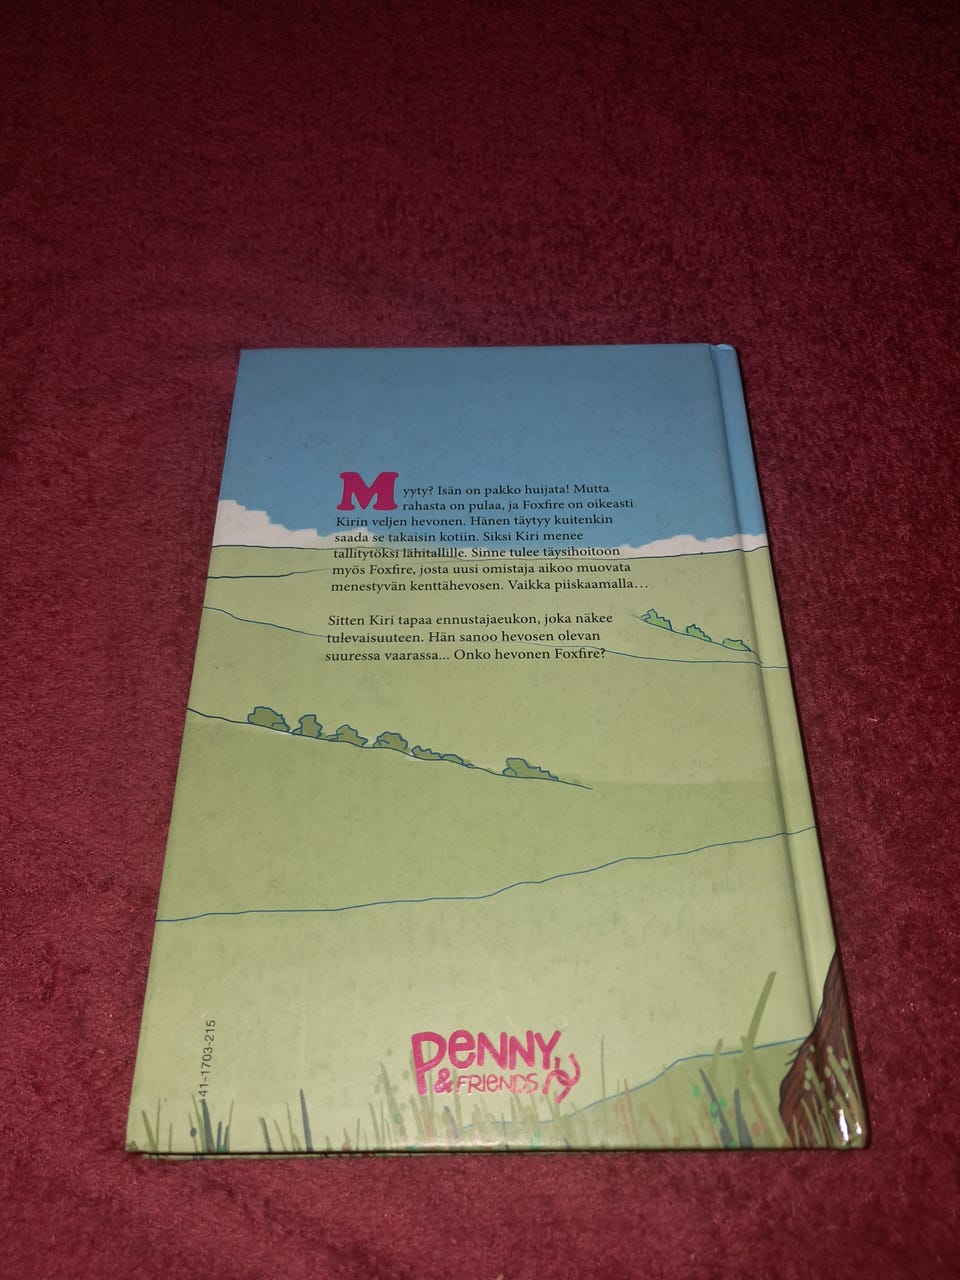 Myyty? Isän on pakko huijata! Mutta
rahasta on pulaa, ja Foxfire on oikeasti
Kirin veljen hevonen. Hänen täytyy kuitenkin
saada se takaisin kotiin. Siksi Kiri menee
tallitytöksi lähitallille. Sinne tulee täysihoitoon
myös Foxfire, josta uusi omistaja aikoo muovata
menestyvän kenttähevosen. Vaikka piiskaamalla...
Sitten Kiri tapaa ennustajaeukon, joka näkee
tulevaisuuteen. Hän sanoo hevosen olevan
suuressa vaarassa... Onko hevonen Foxfire?
41-1703-215
PENNY
& FRIENDS